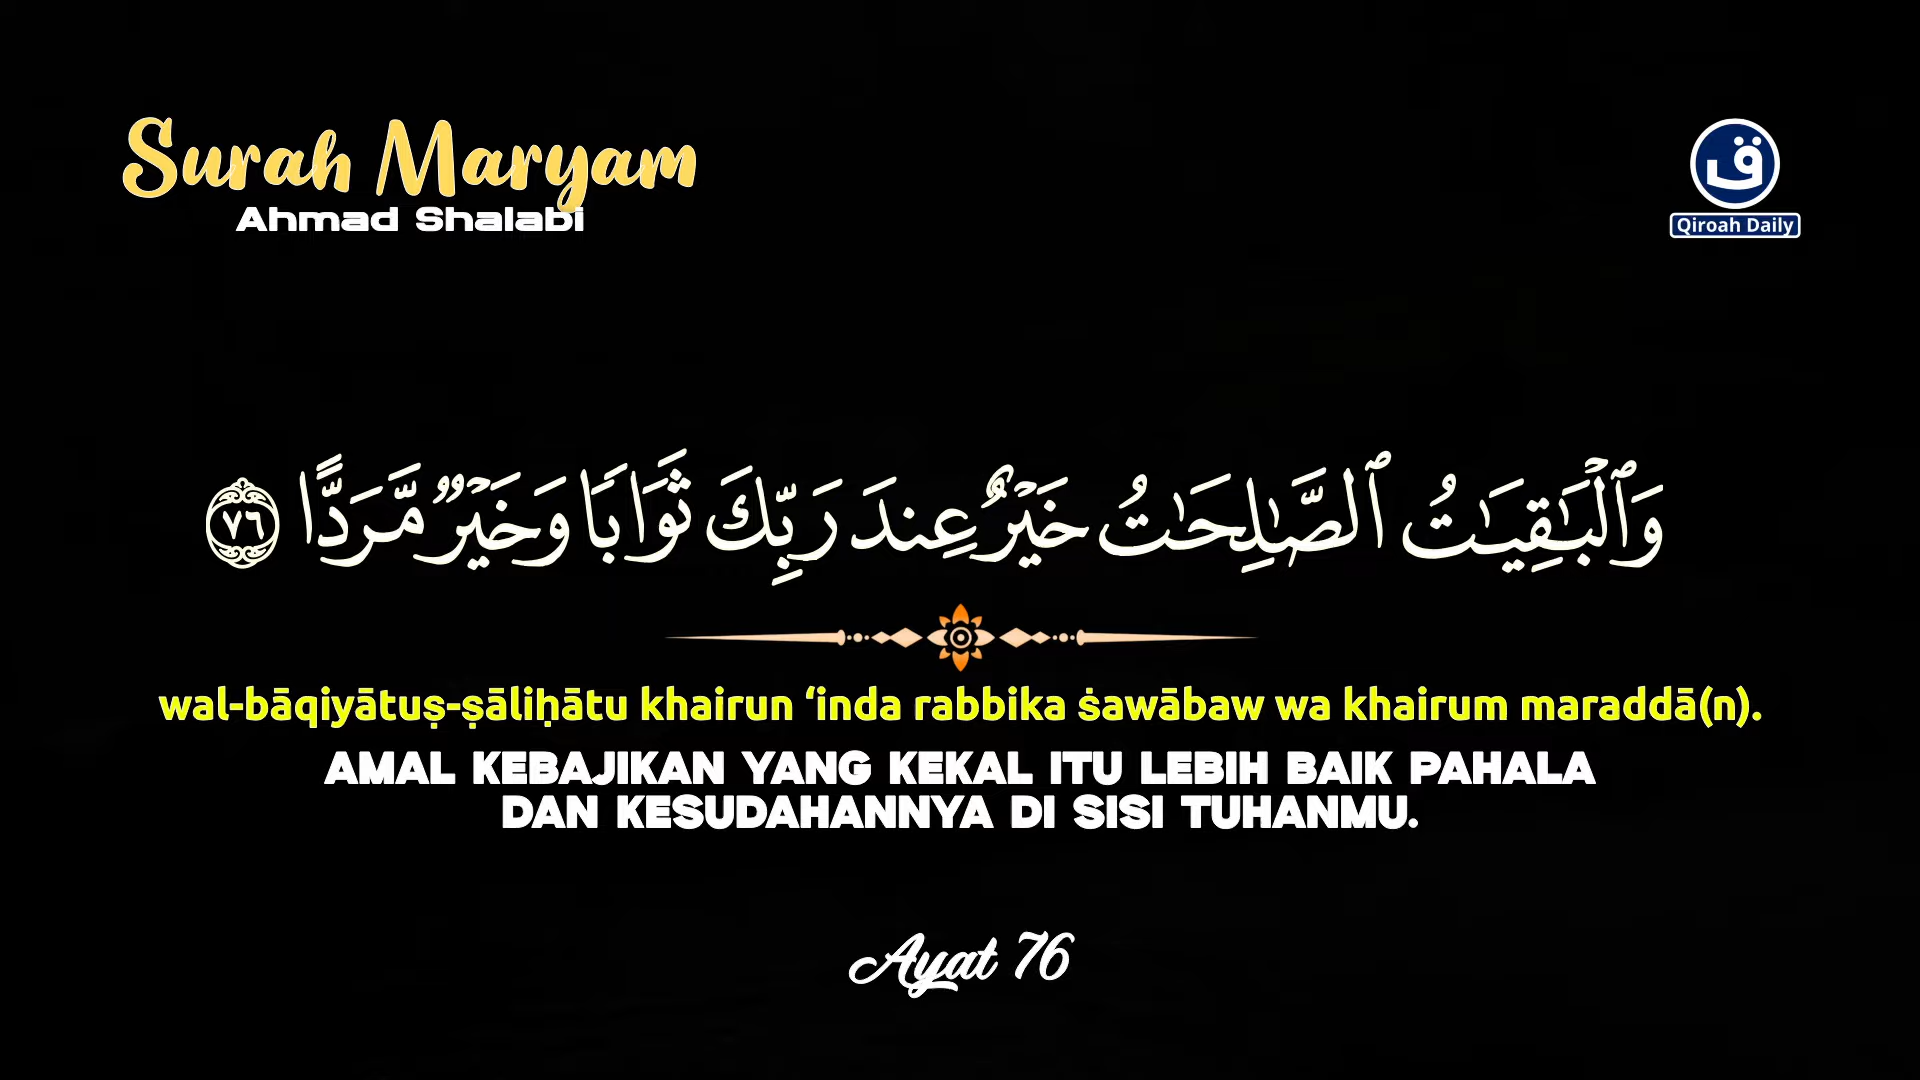 Surah Maryam
Ahmad Shalabi
ق
Qiroah Daily
وَٱلْبَـٰقِيَـٰتُ ٱلصَّـٰلِحَـٰتُ خَيْرٌ عِندَ رَبِّكَ ثَوَابًا وَخَيْرٌ مَّرَدًّا ٧٦
wal-bāqiyātuṣ-ṣāliḥātu khairun ‘inda rabbika ṡawābaw wa khairum maraddā(n).
AMAL KEBAJIKAN YANG KEKAL ITU LEBIH BAIK PAHALA
DAN KESUDAHANNYA DI SISI TUHANMU.
Ayat 76